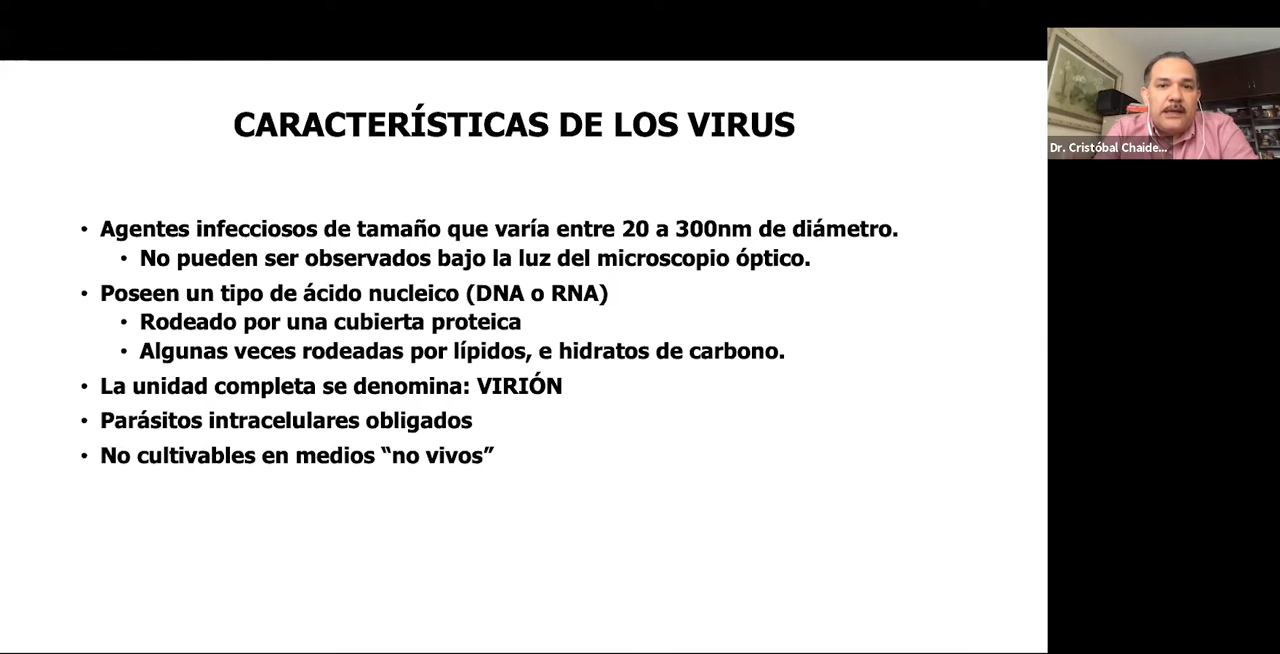 CARACTERÍSTICAS DE LOS VIRUS
• Agentes infecciosos de tamaño que varía entre 20 a 300nm de diámetro.
• No pueden ser observados bajo la luz del microscopio óptico.
• Poseen un tipo de ácido nucleico (DNA o RNA)
• Rodeado por una cubierta proteica
• Algunas veces rodeadas por lípidos, e hidratos de carbono.
• La unidad completa se denomina: VIRIÓN
• Parásitos intracelulares obligados
• No cultivables en medios “no vivos”
Dr. Cristóbal Chaide...